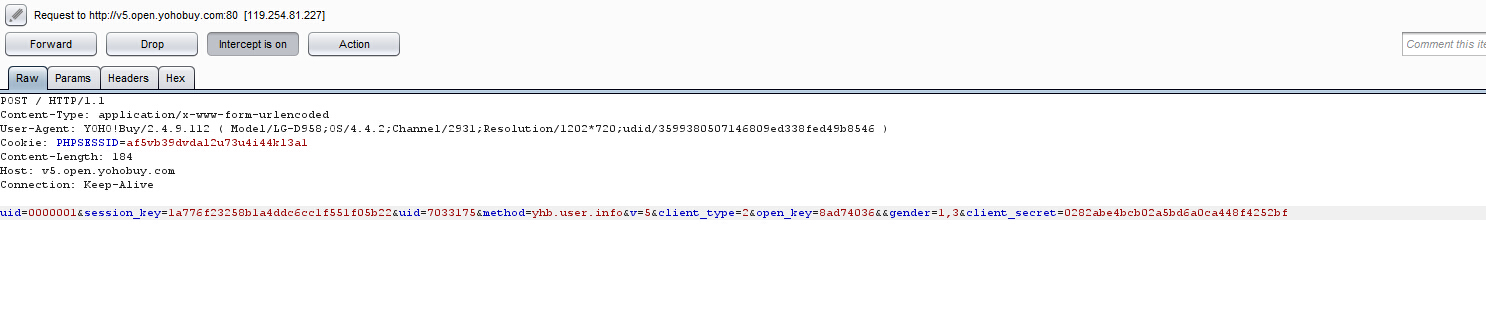 Request to http://v5.open.yohobuy.com:80 [119.254.81.227]
Forward Drop Intercept is on Action Comment this ite
Raw Params Headers Hex
POST / HTTP/1.1
Content-Type: application/x-www-form-urlencoded
User-Agent: YOHO!Buy/2.4.9.112 ( Model/LG-D958;OS/4.4.2;Channel/2931;Resolution/1202*720;udid/3599380507146809ed338fed49b8546 )
Cookie: PHPSESSID=af5vb39dvdal2u73u4i44kl3a1
Content-Length: 184
Host: v5.open.yohobuy.com
Connection: Keep-Alive
uid=0000001&session_key=1a776f23258b1a4ddc6cc1f551f05b22&uid=7033175&method=yhb.user.info&v=5&client_type=2&open_key=8ad74036&&gender=1,3&client_secret=0282abe4bcb02a5bd6a0ca448f4252bf